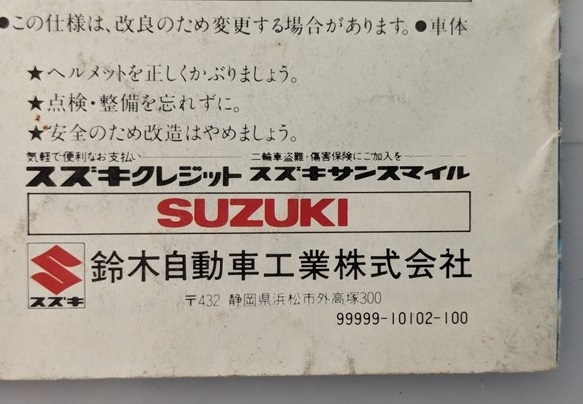 ●この仕様は、改良のため変更する場合があります。●車体
★ヘルメットを正しくかぶりましょう。
★点検・整備を忘れずに。
★安全のため改造はやめましょう。
気軽で便利なお支払い 二輪車盗難・傷害保険にご加入を
スズキクレジット スズキサンスマイル
SUZUKI
鈴木自動車工業株式会社
スズキ
〒432 静岡県浜松市外高塚300
99999-10102-100